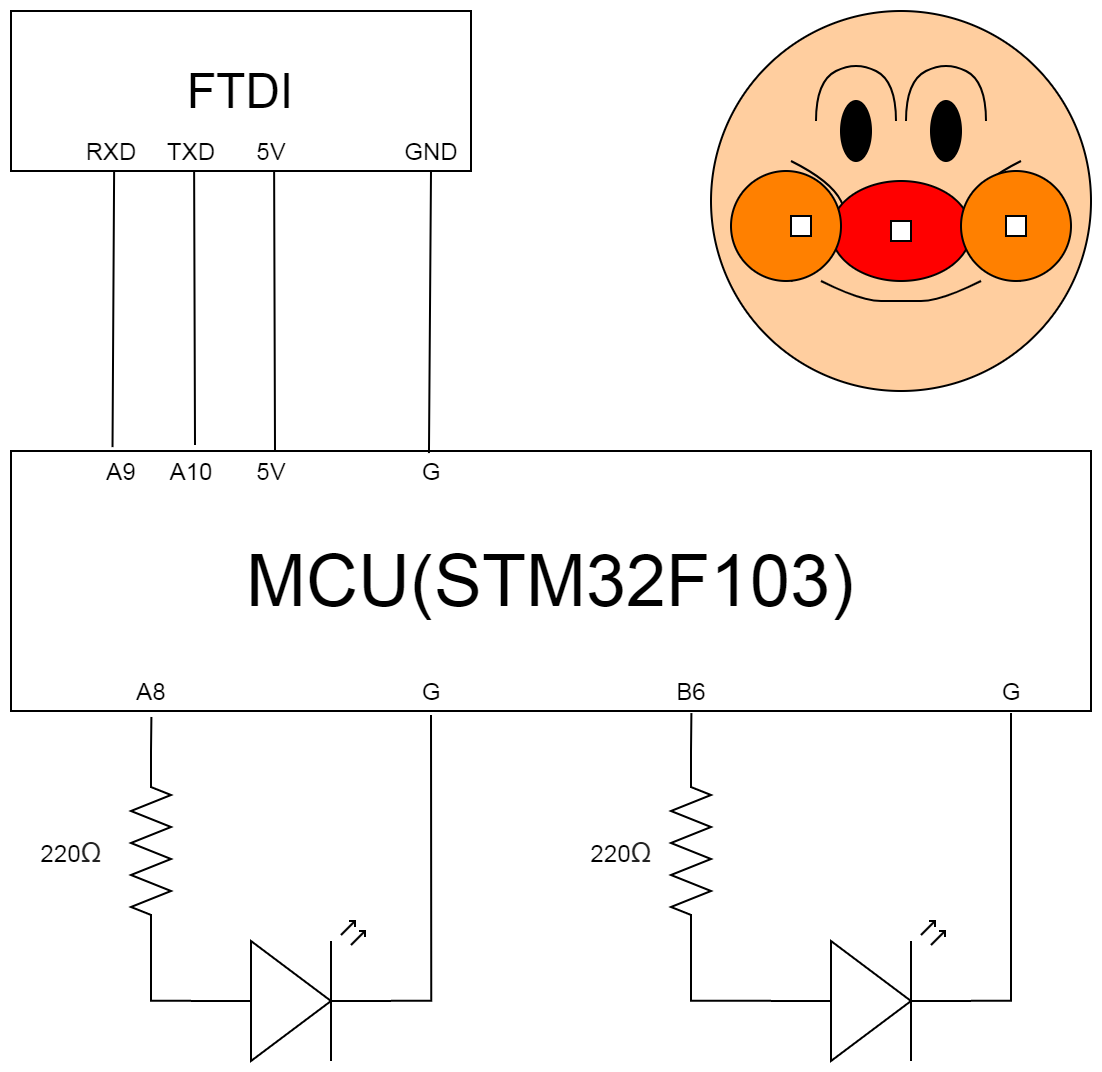 FTDI
RXD TXD 5V GND
A9 A10 5V G
MCU(STM32F103)
A8 G B6 G
220Ω 220Ω